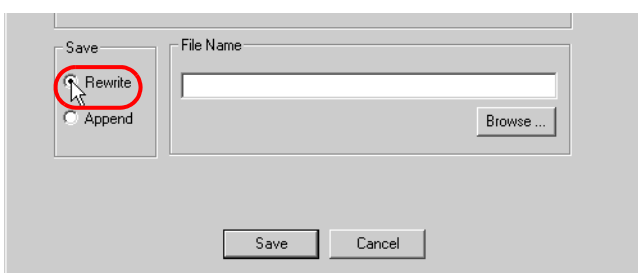 Save
Rewrite
Append
File Name
Browse ...
Save
Cancel